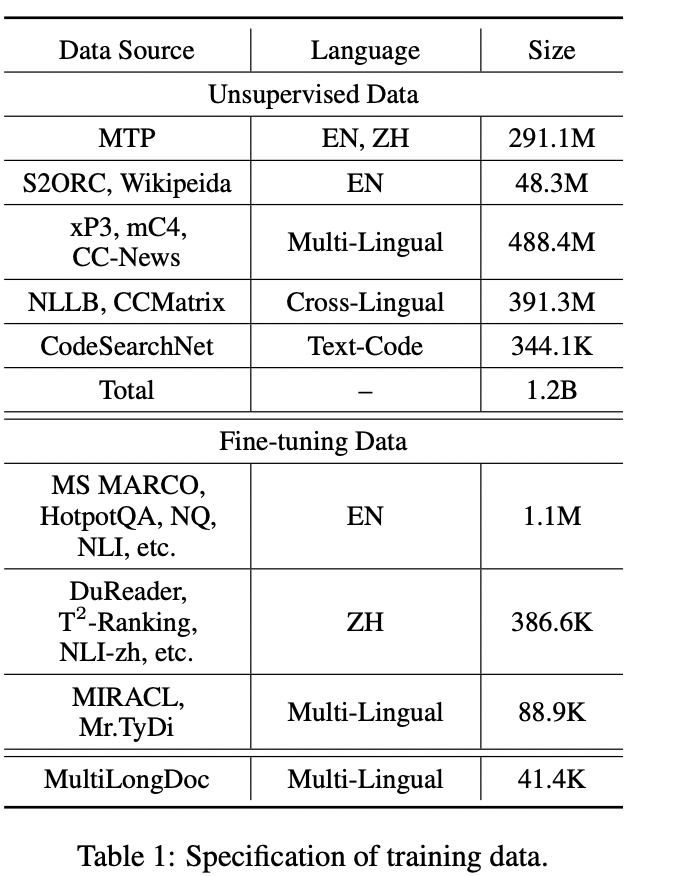 Data Source Language Size
Unsupervised Data
MTP EN, ZH 291.1M
S2ORC, Wikipeida EN 48.3M
xP3, mC4,
CC-News Multi-Lingual 488.4M
NLLB, CCMatrix Cross-Lingual 391.3M
CodeSearchNet Text-Code 344.1K
Total – 1.2B
Fine-tuning Data
MS MARCO,
HotpotQA, NQ, EN 1.1M
NLI, etc.
DuReader,
T²-Ranking, ZH 386.6K
NLI-zh, etc.
MIRACL,
Mr.TyDi Multi-Lingual 88.9K
MultiLongDoc Multi-Lingual 41.4K
Table 1: Specification of training data.